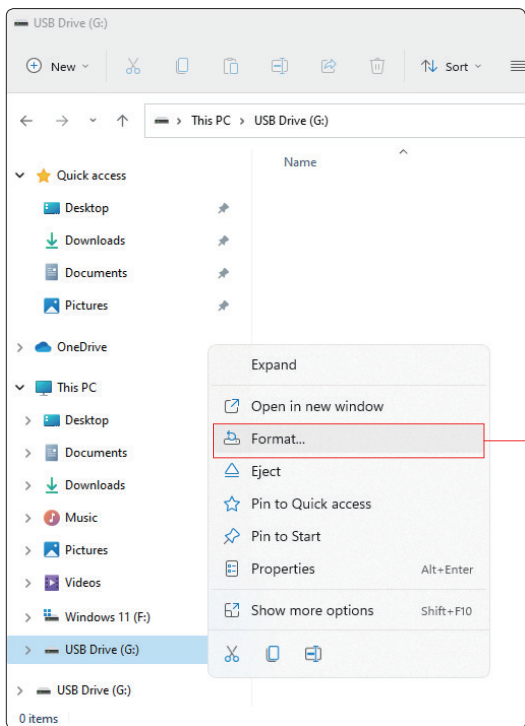 USB Drive (G:)
New
Sort
This PC > USB Drive (G:)
Name
Quick access
Desktop
Downloads
Documents
Pictures
OneDrive
This PC
Desktop
Documents
Downloads
Music
Pictures
Videos
Windows 11 (F:)
USB Drive (G:)
USB Drive (G:)
0 items
Expand
Open in new window
Format...
Eject
Pin to Quick access
Pin to Start
Properties Alt+Enter
Show more options Shift+F10